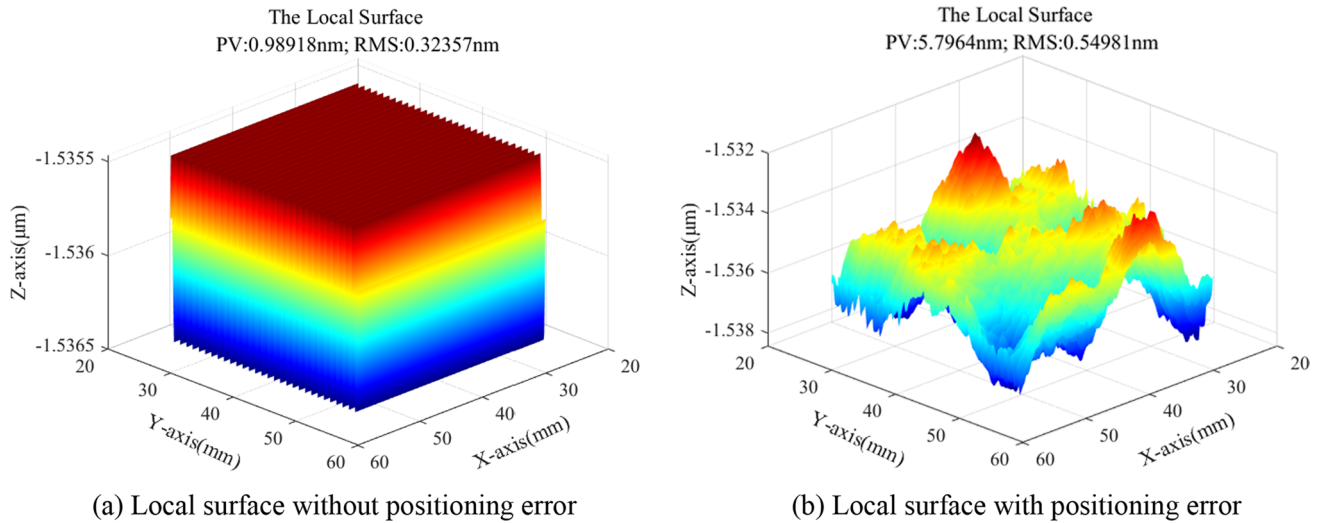 The Local Surface
PV:0.98918nm; RMS:0.32357nm
-1.5355
-1.536
-1.5365
Z-axis(μm)
20
30
40
50
60
Y-axis(mm)
60
50
40
30
20
X-axis(mm)
(a) Local surface without positioning error
The Local Surface
PV:5.7964nm; RMS:0.54981nm
-1.532
-1.534
-1.536
-1.538
Z-axis(μm)
20
30
40
50
60
Y-axis(mm)
60
50
40
30
20
X-axis(mm)
(b) Local surface with positioning error